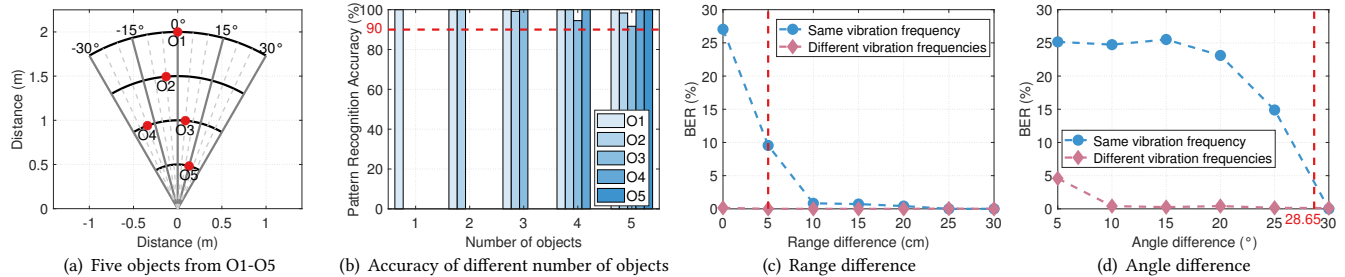 2
1.5
1
0.5
0
Distance (m)
-30°
-15°
0°
15°
30°
O1
O2
O3
O4
O5
-1
-0.5
0
0.5
1
Distance (m)
(a) Five objects from O1-O5
Pattern Recognition Accuracy (%)
100
90
80
60
40
20
0
O1
O2
O3
O4
O5
1
2
3
4
5
Number of objects
(b) Accuracy of different number of objects
BER (%)
30
25
20
15
10
5
0
Same vibration frequency
Different vibration frequencies
0
5
10
15
20
25
30
Range difference (cm)
(c) Range difference
BER (%)
30
25
20
15
10
5
0
Same vibration frequency
Different vibration frequencies
5
10
15
20
25
28.65
30
Angle difference (°)
(d) Angle difference